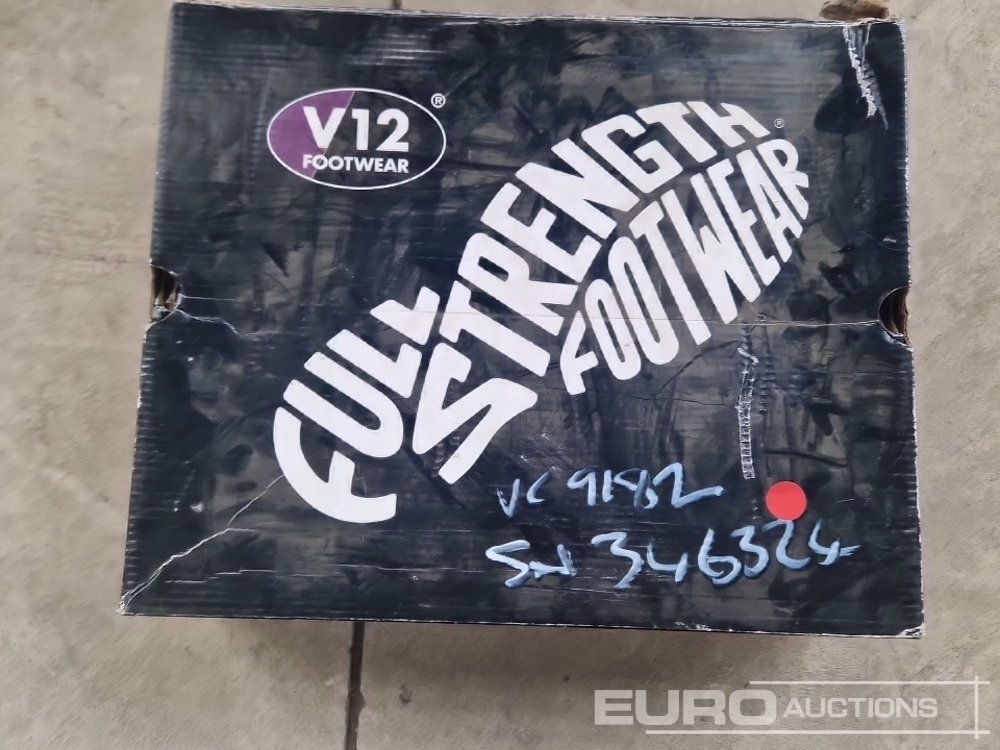 V12®
FOOTWEAR
FULL
STRENGTH®
FOOTWEAR
VC 9182
SN 346324
EURO AUCTIONS